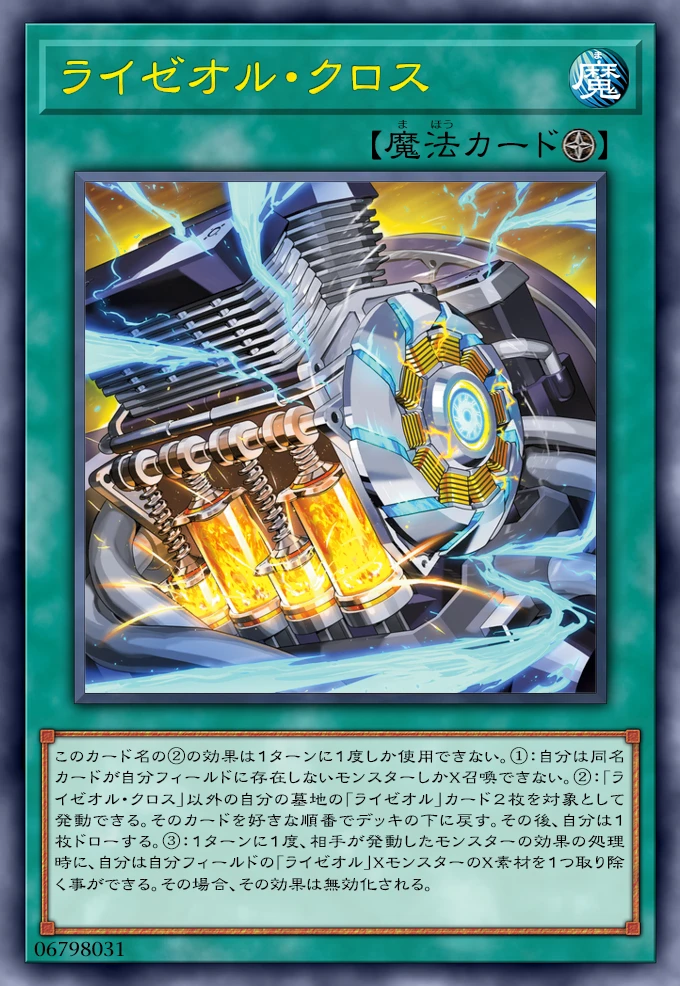 ライゼオル・クロス
魔
ま
ま ほう
【魔法カード】
このカード名の②の効果は1ターンに1度しか使用できない。①：自分は同名
カードが自分フィールドに存在しないモンスターしかX召喚できない。②：「ラ
イゼオル・クロス」以外の自分の墓地の「ライゼオル」カード2枚を対象として
発動できる。そのカードを好きな順番でデッキの下に戻す。その後、自分は1
枚ドローする。③：1ターンに1度、相手が発動したモンスターの効果の処理
時に、自分は自分フィールドの「ライゼオル」XモンスターのX素材を1つ取り除
く事ができる。その場合、その効果は無効化される。
06798031